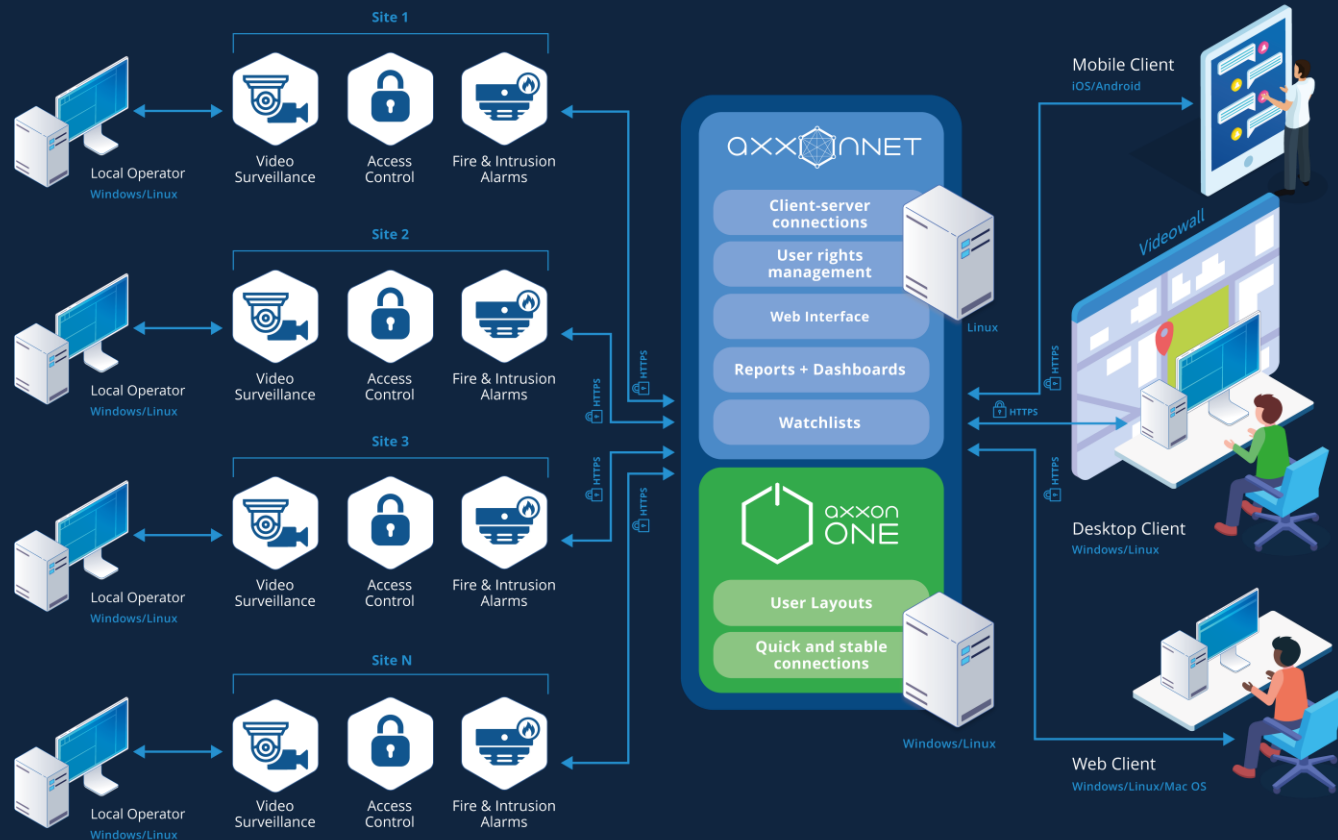 Site 1
Video
Surveillance
Access
Control
Fire & Intrusion
Alarms
Local Operator
Windows/Linux
Site 2
Video
Surveillance
Access
Control
Fire & Intrusion
Alarms
Local Operator
Windows/Linux
Site 3
Video
Surveillance
Access
Control
Fire & Intrusion
Alarms
Local Operator
Windows/Linux
Site N
Video
Surveillance
Access
Control
Fire & Intrusion
Alarms
Local Operator
Windows/Linux
HTTPS
HTTPS
HTTPS
HTTPS
axxonnet
Client-server
connections
User rights
management
Web Interface
Reports + Dashboards
Watchlists
Linux
axxon
ONE
User Layouts
Quick and stable
connections
Windows/Linux
HTTPS
HTTPS
HTTPS
Mobile Client
iOS/Android
Videowall
Desktop Client
Windows/Linux
Web Client
Windows/Linux/Mac OS